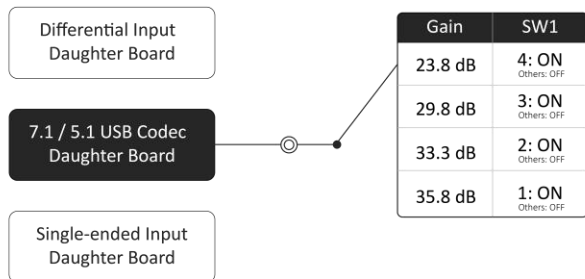 Differential Input
Daughter Board
7.1 / 5.1 USB Codec
Daughter Board
Single-ended Input
Daughter Board
Gain SW1
23.8 dB 4: ON
Others: OFF
29.8 dB 3: ON
Others: OFF
33.3 dB 2: ON
Others: OFF
35.8 dB 1: ON
Others: OFF